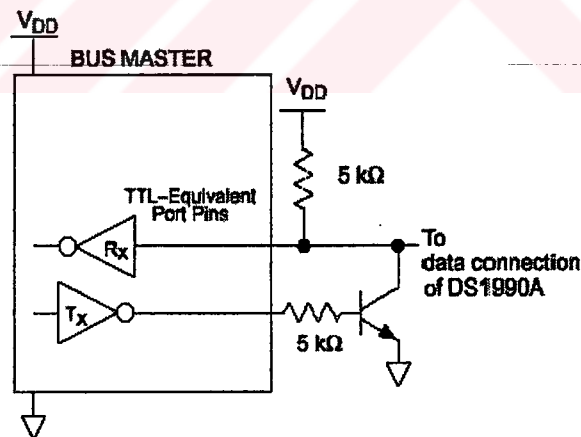 VDD
BUS MASTER
VDD
5 kΩ
TTL-Equivalent
Port Pins
RX
To
data connection
of DS1990A
TX
5 kΩ